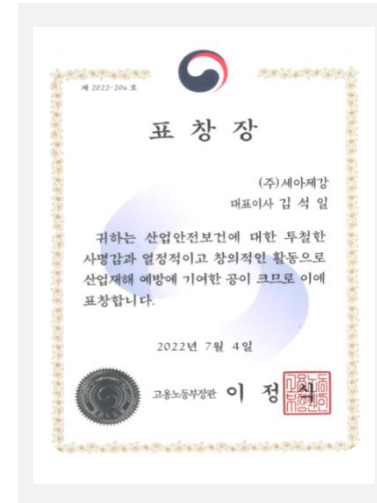 제 2022-206 호
표 창 장
(주)세아제강
대표이사 김 석 일
귀하는 산업안전보건에 대한 투철한
사명감과 열정적이고 창의적인 활동으로
산업재해 예방에 기여한 공이 크므로 이에
표창합니다.
2022년 7월 4일
고용노동부장관 이 정 식